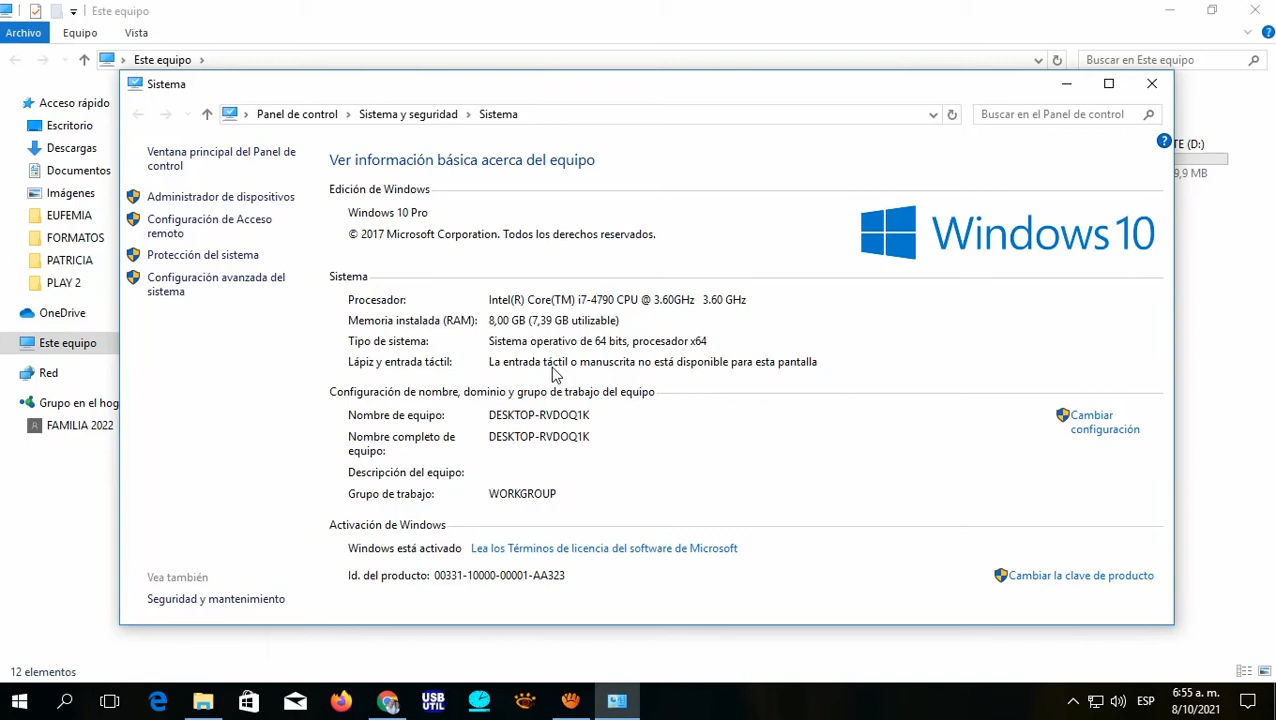 Este equipo
Archivo Equipo Vista
Este equipo
Buscar en Este equipo
Acceso rápido
Escritorio
Descargas
Documentos
Imágenes
EUFEMIA
FORMATOS
PATRICIA
PLAY 2
OneDrive
Este equipo
Red
Grupo en el hog
FAMILIA 2022
TE (D:)
9,9 MB
Sistema
Panel de control Sistema y seguridad Sistema
Buscar en el Panel de control
Ventana principal del Panel de
control
Administrador de dispositivos
Configuración de Acceso
remoto
Protección del sistema
Configuración avanzada del
sistema
Vea también
Seguridad y mantenimiento
Ver información básica acerca del equipo
Edición de Windows
Windows 10 Pro
© 2017 Microsoft Corporation. Todos los derechos reservados.
Windows 10
Sistema
Procesador: Intel(R) Core(TM) i7-4790 CPU @ 3.60GHz 3.60 GHz
Memoria instalada (RAM): 8,00 GB (7,39 GB utilizable)
Tipo de sistema: Sistema operativo de 64 bits, procesador x64
Lápiz y entrada táctil: La entrada táctil o manuscrita no está disponible para esta pantalla
Configuración de nombre, dominio y grupo de trabajo del equipo
Nombre de equipo: DESKTOP-RVDOQ1K
Cambiar
configuración
Nombre completo de DESKTOP-RVDOQ1K
equipo:
Descripción del equipo:
Grupo de trabajo: WORKGROUP
Activación de Windows
Windows está activado Lea los Términos de licencia del software de Microsoft
Id. del producto: 00331-10000-00001-AA323
Cambiar la clave de producto
12 elementos
USB
UTIL
ESP
6:55 a. m.
8/10/2021